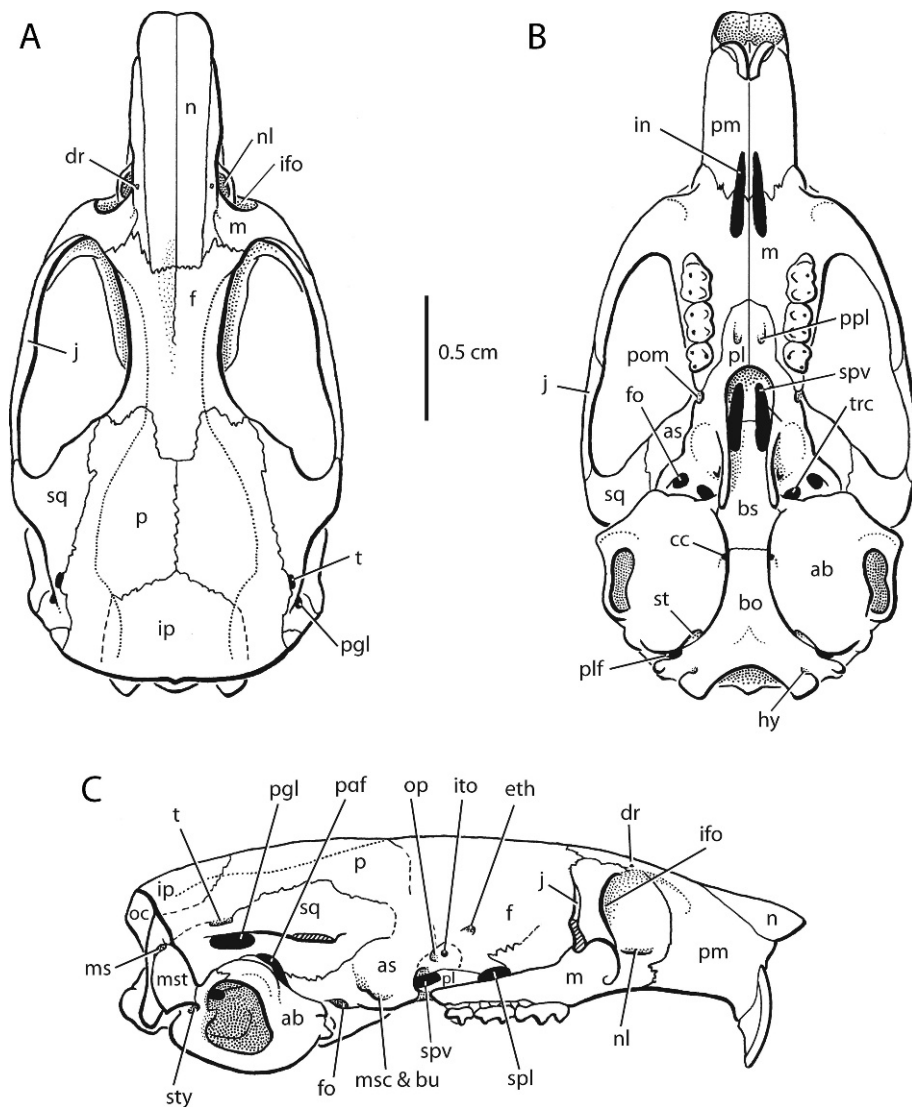 A
n
nl
dr
ifo
m
f
j
0.5 cm
sq
p
t
ip
pgl
B
pm
in
m
ppl
pl
pom
spv
j
fo
trc
as
sq
bs
cc
ab
st
bo
plf
hy
C
t
pgl
paf
op
ito
eth
dr
ifo
p
j
ip
oc
sq
f
n
ms
pm
mst
as
pl
m
ab
nl
sty
fo
msc & bu
spv
spl